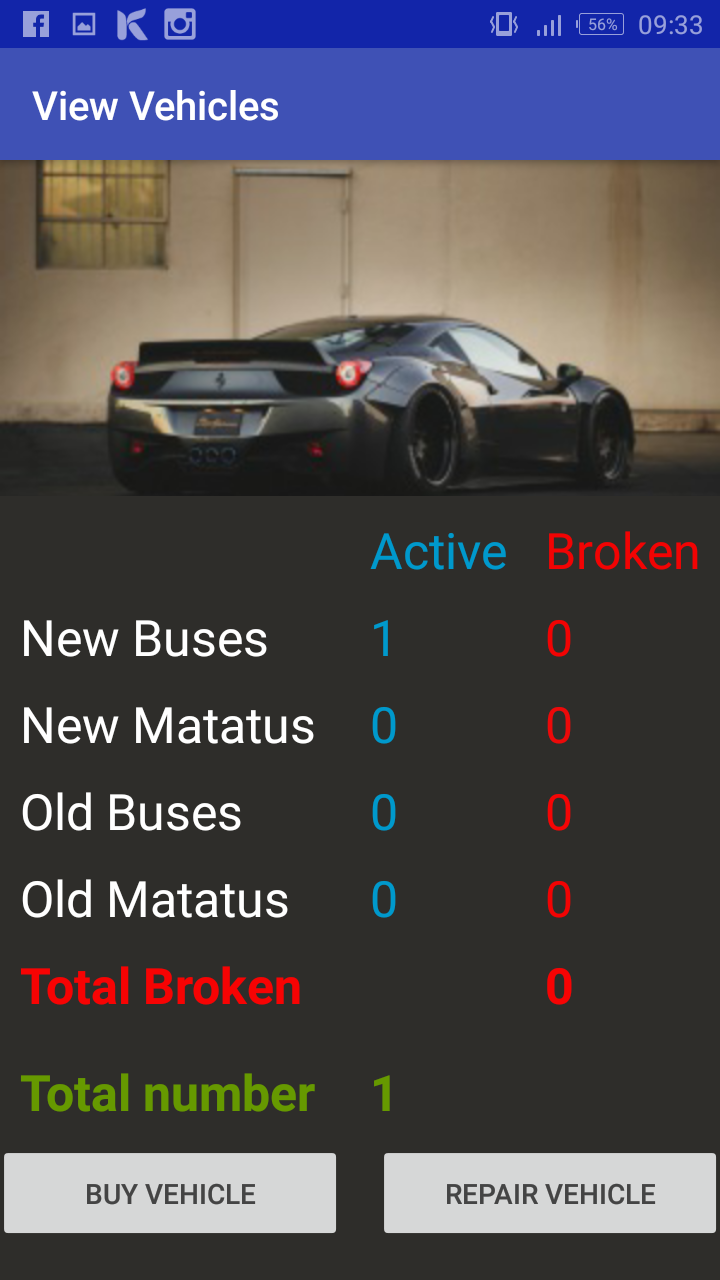 56% 09:33
View Vehicles
Active Broken
New Buses 1 0
New Matatus 0 0
Old Buses 0 0
Old Matatus 0 0
Total Broken 0
Total number 1
BUY VEHICLE REPAIR VEHICLE